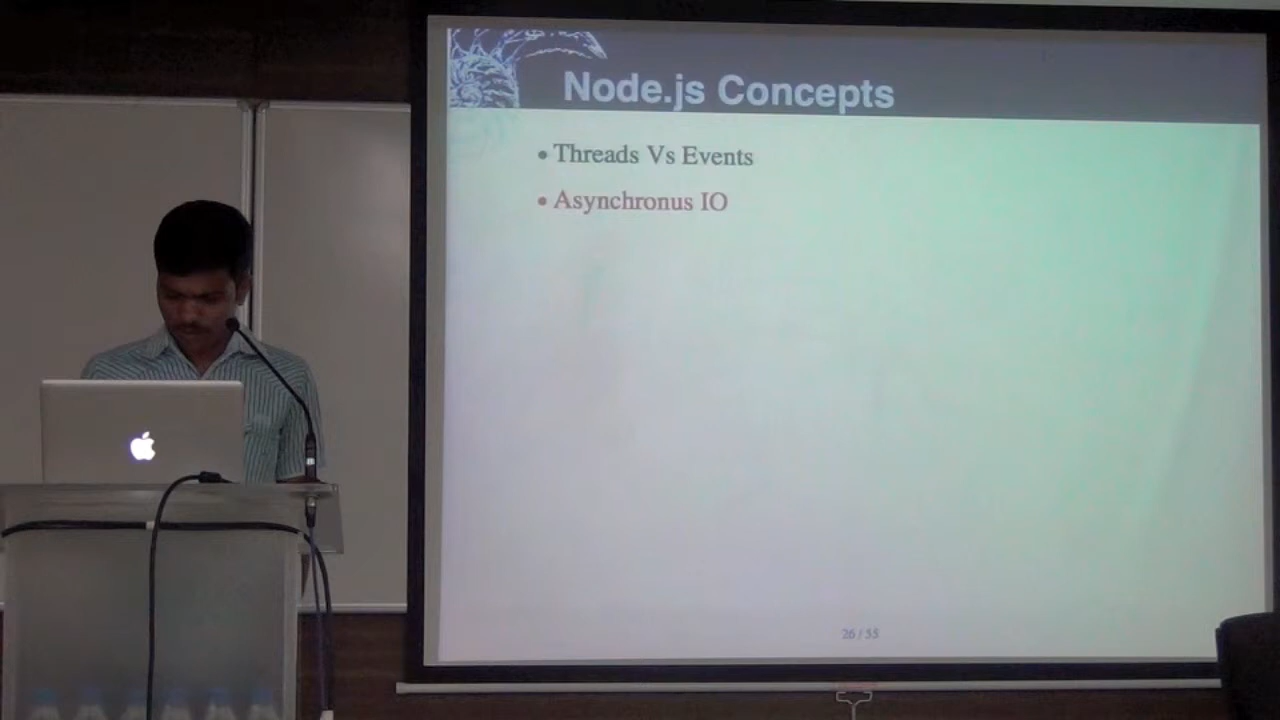 Node.js Concepts
• Threads Vs Events
• Asynchronus IO
26 / 55